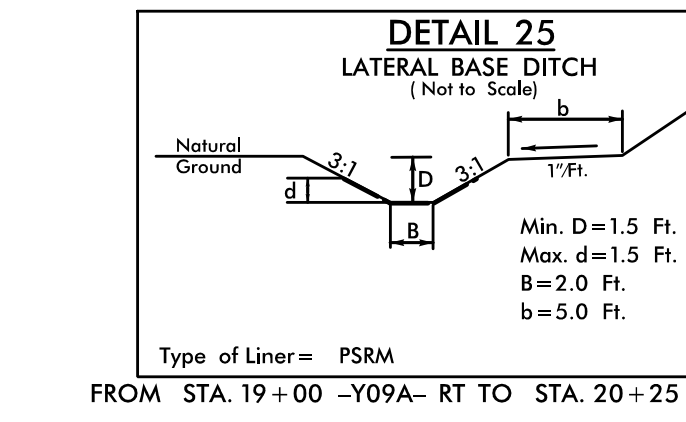 DETAIL 25
LATERAL BASE DITCH
( Not to Scale)
b
Natural
Ground
3:1
D
3:1
1"/Ft.
d
B
Min. D=1.5 Ft.
Max. d=1.5 Ft.
B=2.0 Ft.
b=5.0 Ft.
Type of Liner= PSRM
FROM STA. 19+00 -Y09A- RT TO STA. 20+25